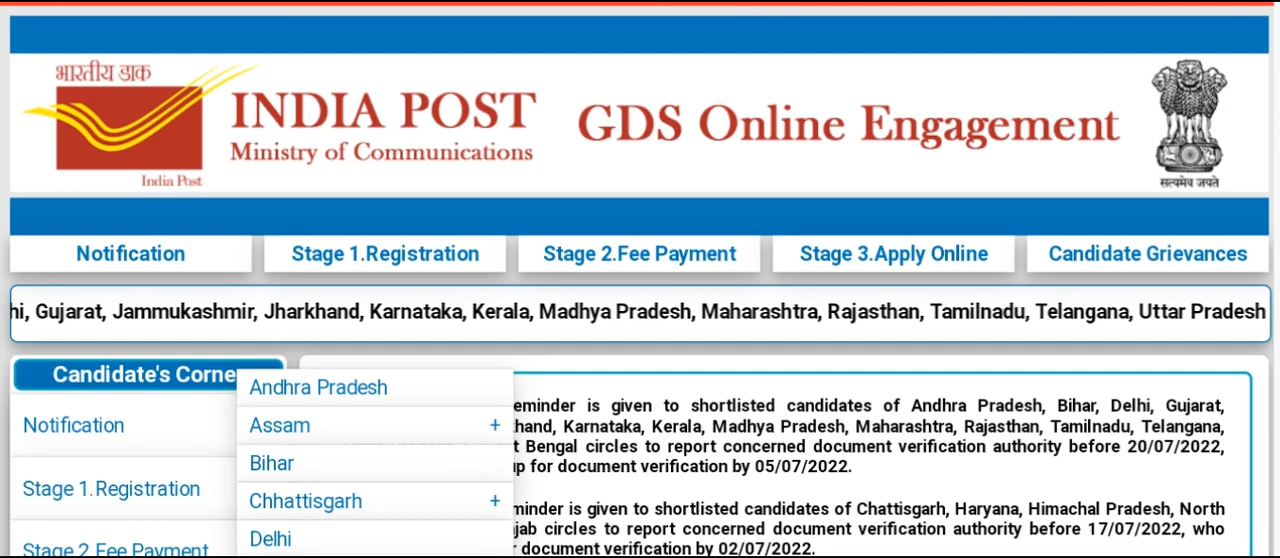 भारतीय डाक
INDIA POST
Ministry of Communications
India Post
GDS Online Engagement
सत्यमेव जयते
Notification
Stage 1.Registration
Stage 2.Fee Payment
Stage 3.Apply Online
Candidate Grievances
hi, Gujarat, Jammukashmir, Jharkhand, Karnataka, Kerala, Madhya Pradesh, Maharashtra, Rajasthan, Tamilnadu, Telangana, Uttar Pradesh
Candidate's Corne
Notification
Stage 1.Registration
Stage 2.Fee Payment
Andhra Pradesh
Assam +
Bihar
Chhattisgarh +
Delhi
eminder is given to shortlisted candidates of Andhra Pradesh, Bihar, Delhi, Gujarat,
hand, Karnataka, Kerala, Madhya Pradesh, Maharashtra, Rajasthan, Tamilnadu, Telangana,
t Bengal circles to report concerned document verification authority before 20/07/2022,
up for document verification by 05/07/2022.
minder is given to shortlisted candidates of Chattisgarh, Haryana, Himachal Pradesh, North
jab circles to report concerned document verification authority before 17/07/2022, who
r document verification by 02/07/2022.